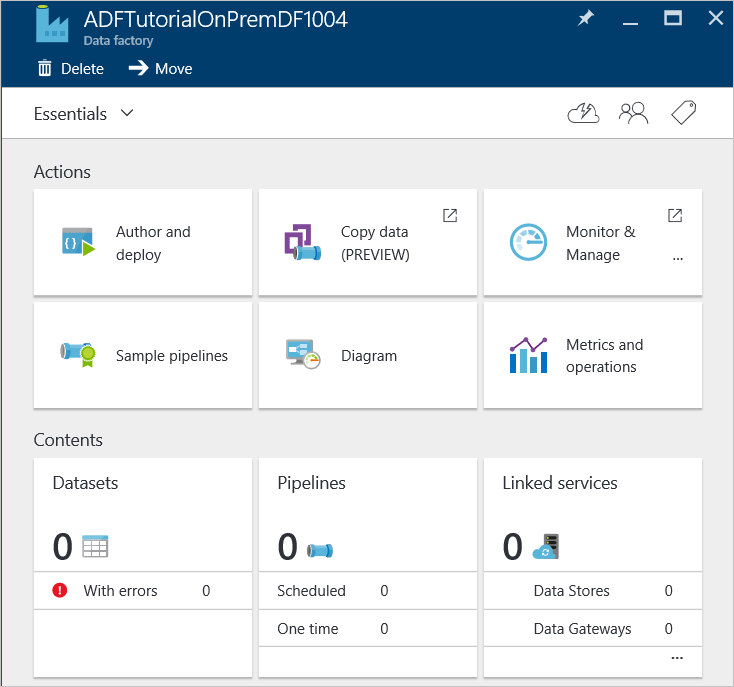 ADFTutorialOnPremDF1004
Data factory
Delete
Move
Essentials
Actions
Author and
deploy
Copy data
(PREVIEW)
Monitor &
Manage
...
Sample pipelines
Diagram
Metrics and
operations
Contents
Datasets
0
With errors 0
Pipelines
0
Scheduled 0
One time 0
Linked services
0
Data Stores 0
Data Gateways 0
...